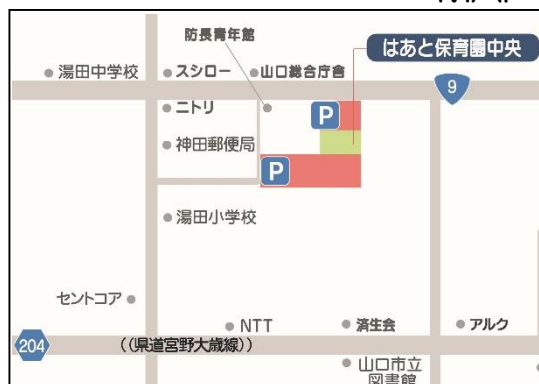 防長青年館
はあと保育園中央
湯田中学校
スシロー
山口総合庁舎
9
ニトリ
P
神田郵便局
P
湯田小学校
セントコア
NTT
済生会
アルク
204
((県道宮野大歳線))
山口市立
図書館